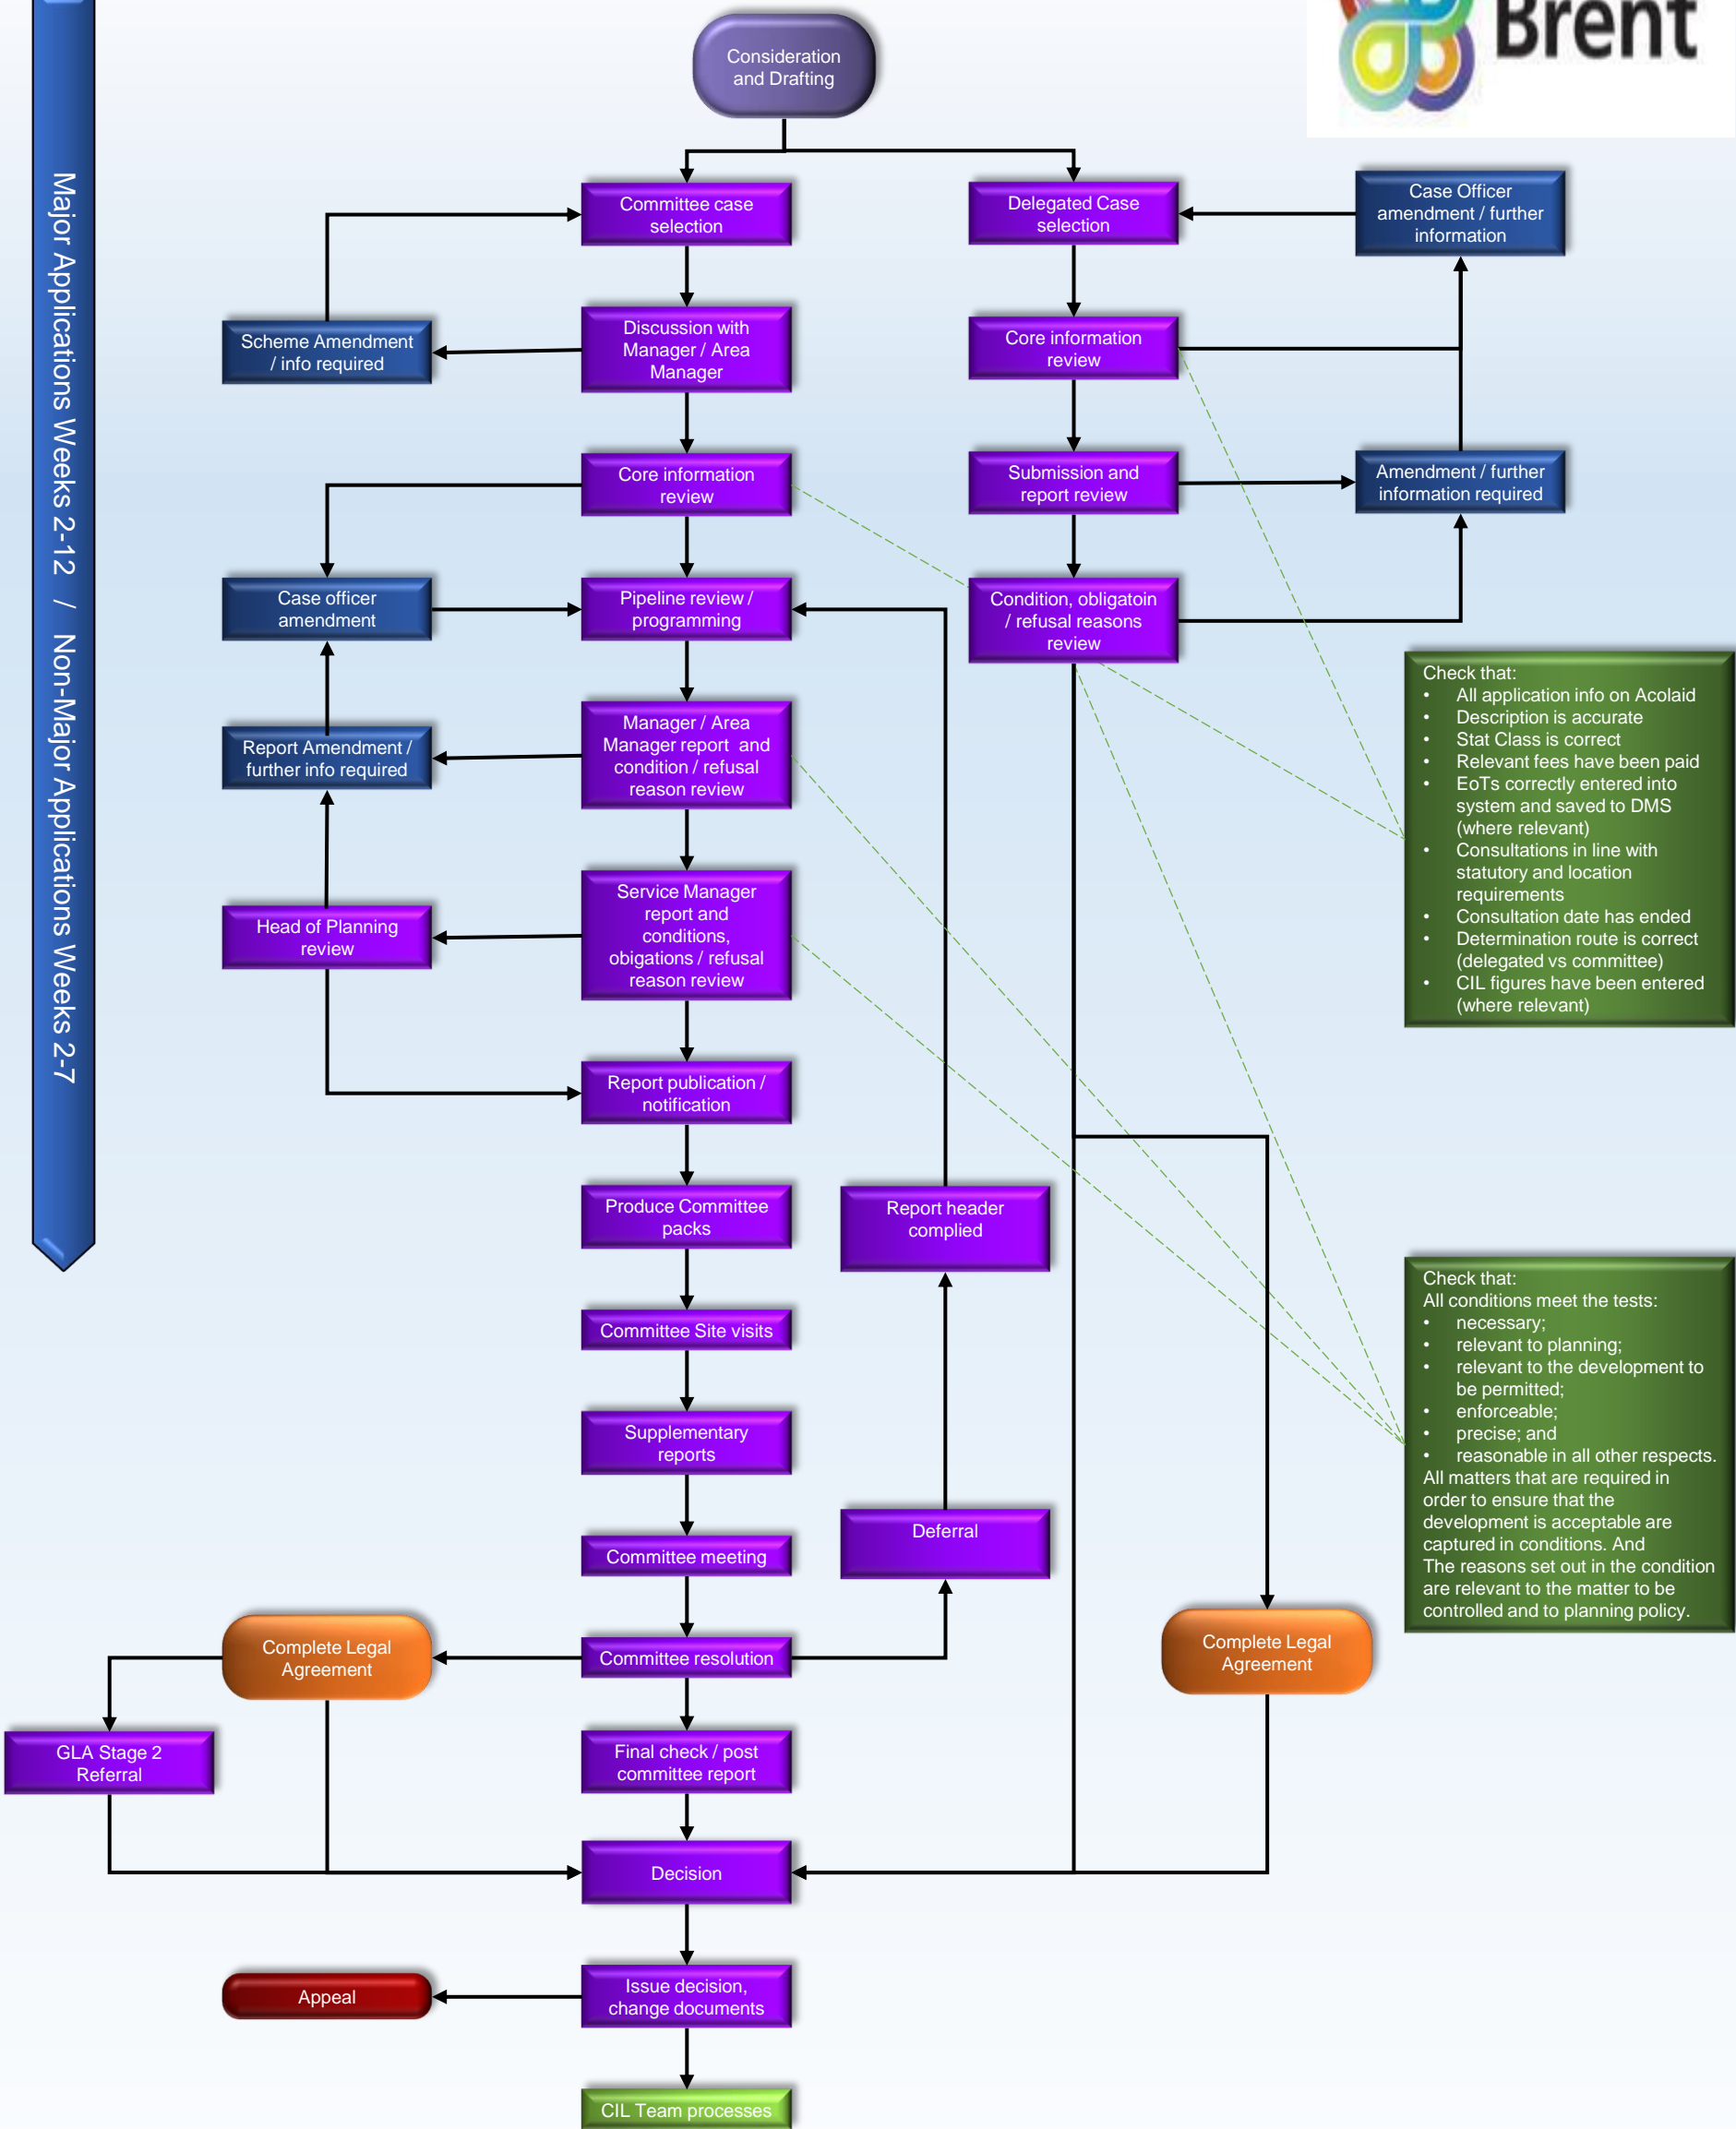 Brent
Major Applications Weeks 2-12 / Non-Major Applications Weeks 2-7
Consideration
and Drafting
Committee case
selection
Delegated Case
selection
Case Officer
amendment / further
information
Scheme Amendment
/ info required
Discussion with
Manager / Area
Manager
Core information
review
Core information
review
Submission and
report review
Amendment / further
information required
Case officer
amendment
Pipeline review /
programming
Condition, obligatoin
/ refusal reasons
review
Report Amendment /
further info required
Manager / Area
Manager report and
condition / refusal
reason review
Check that:
• All application info on Acolaid
• Description is accurate
• Stat Class is correct
• Relevant fees have been paid
• EoTs correctly entered into
system and saved to DMS
(where relevant)
• Consultations in line with
statutory and location
requirements
• Consultation date has ended
• Determination route is correct
(delegated vs committee)
• CIL figures have been entered
(where relevant)
Head of Planning
review
Service Manager
report and
conditions,
obigations / refusal
reason review
Report publication /
notification
Produce Committee
packs
Report header
complied
Committee Site visits
Supplementary
reports
Check that:
All conditions meet the tests:
• necessary;
• relevant to planning;
• relevant to the development to
be permitted;
• enforceable;
• precise; and
• reasonable in all other respects.
All matters that are required in
order to ensure that the
development is acceptable are
captured in conditions. And
The reasons set out in the condition
are relevant to the matter to be
controlled and to planning policy.
Committee meeting
Deferral
Complete Legal
Agreement
Committee resolution
Complete Legal
Agreement
GLA Stage 2
Referral
Final check / post
committee report
Decision
Appeal
Issue decision,
change documents
CIL Team processes